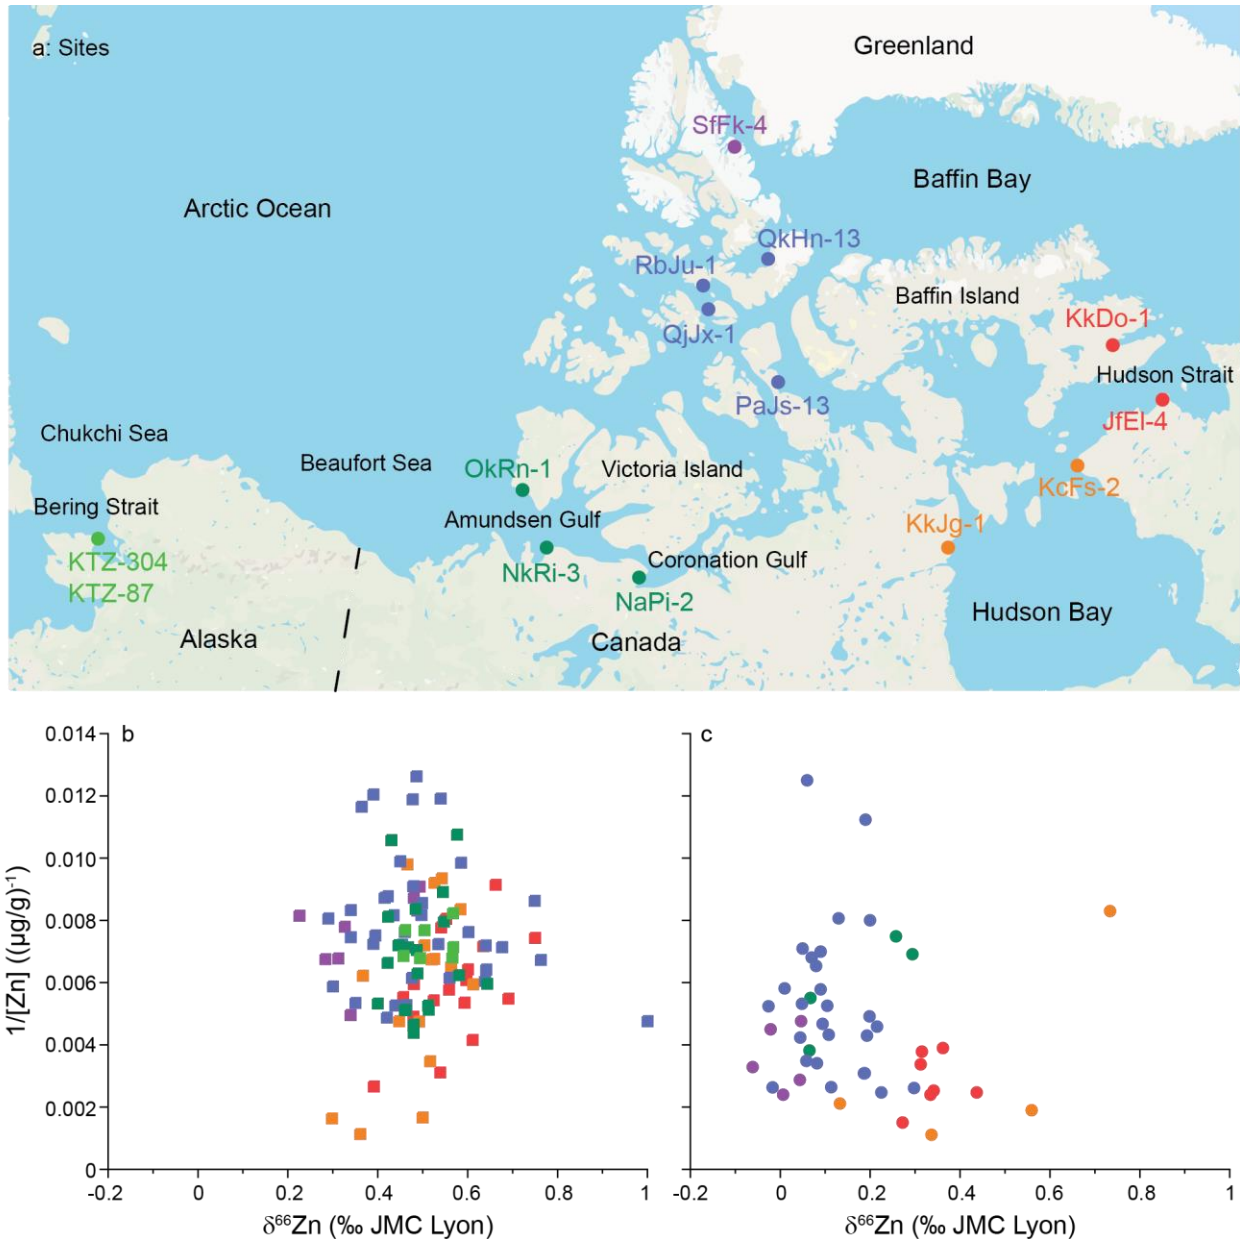 a: Sites
Greenland
SfFk-4
Baffin Bay
Arctic Ocean
QkHn-13
RbJu-1
Baffin Island
KkDo-1
QjJx-1
Hudson Strait
PaJs-13
JfEl-4
Chukchi Sea
Beaufort Sea
OkRn-1
Victoria Island
KcFs-2
Bering Strait
Amundsen Gulf
KkJg-1
KTZ-304
NkRi-3
Coronation Gulf
KTZ-87
NaPi-2
Hudson Bay
Alaska
Canada
b
0.014
0.012
0.010
0.008
0.006
0.004
0.002
0
1/[Zn] ((µg/g)⁻¹
-0.2
0
0.2
0.4
0.6
0.8
1
δ⁶⁶Zn (‰ JMC Lyon)
c
-0.2
0
0.2
0.4
0.6
0.8
1
δ⁶⁶Zn (‰ JMC Lyon)